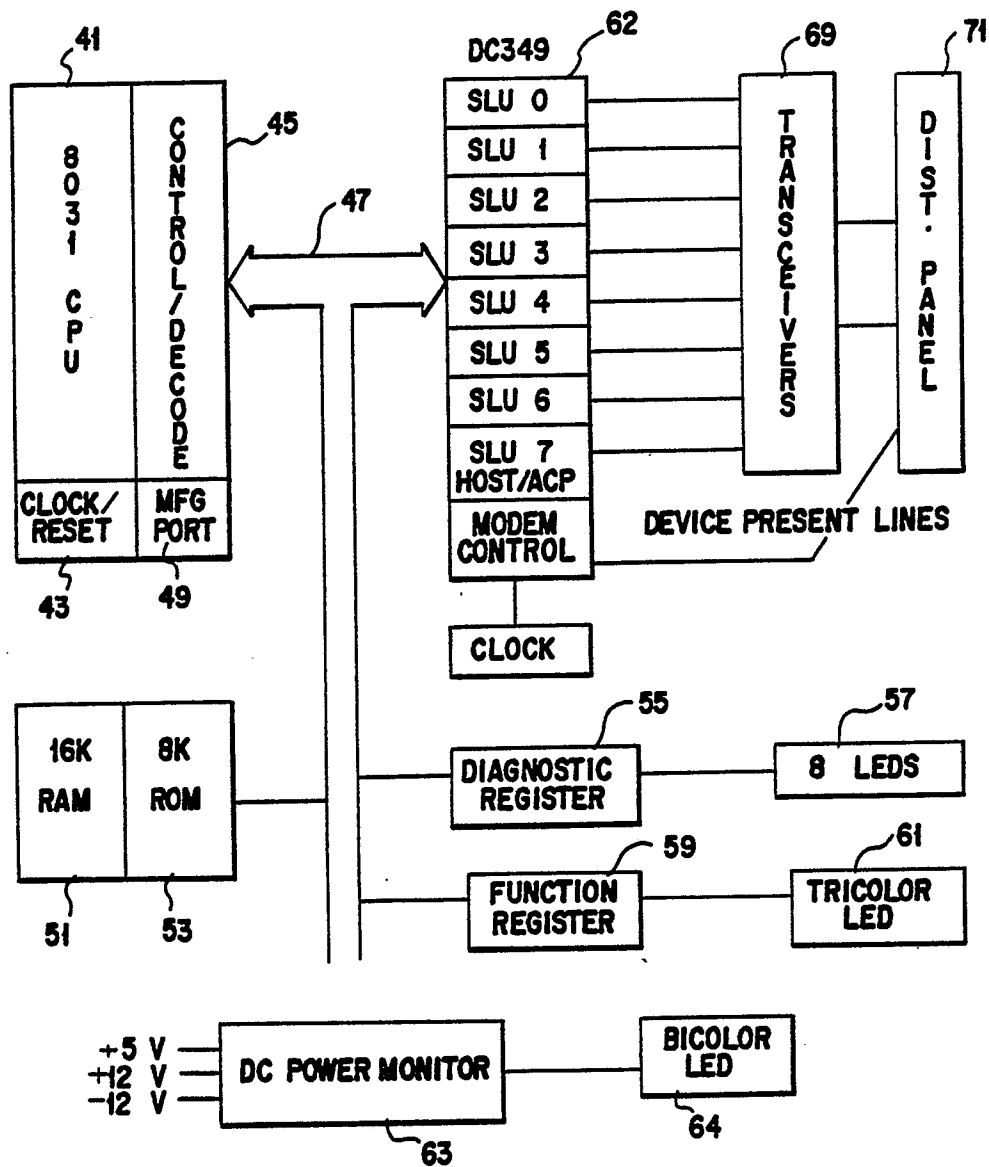 41
8031 CPU
CONTROL/DECODE
45
CLOCK/
RESET
MFG
PORT
43
49
47
DC349
62
SLU 0
SLU 1
SLU 2
SLU 3
SLU 4
SLU 5
SLU 6
SLU 7
HOST/ACP
MODEM
CONTROL
CLOCK
69
TRANSCEIVERS
71
DIST. PANEL
DEVICE PRESENT LINES
16K
RAM
8K
ROM
51
53
55
DIAGNOSTIC
REGISTER
57
8 LEDS
59
FUNCTION
REGISTER
61
TRICOLOR
LED
+5 V
+12 V
-12 V
DC POWER MONITOR
63
BICOLOR
LED
64